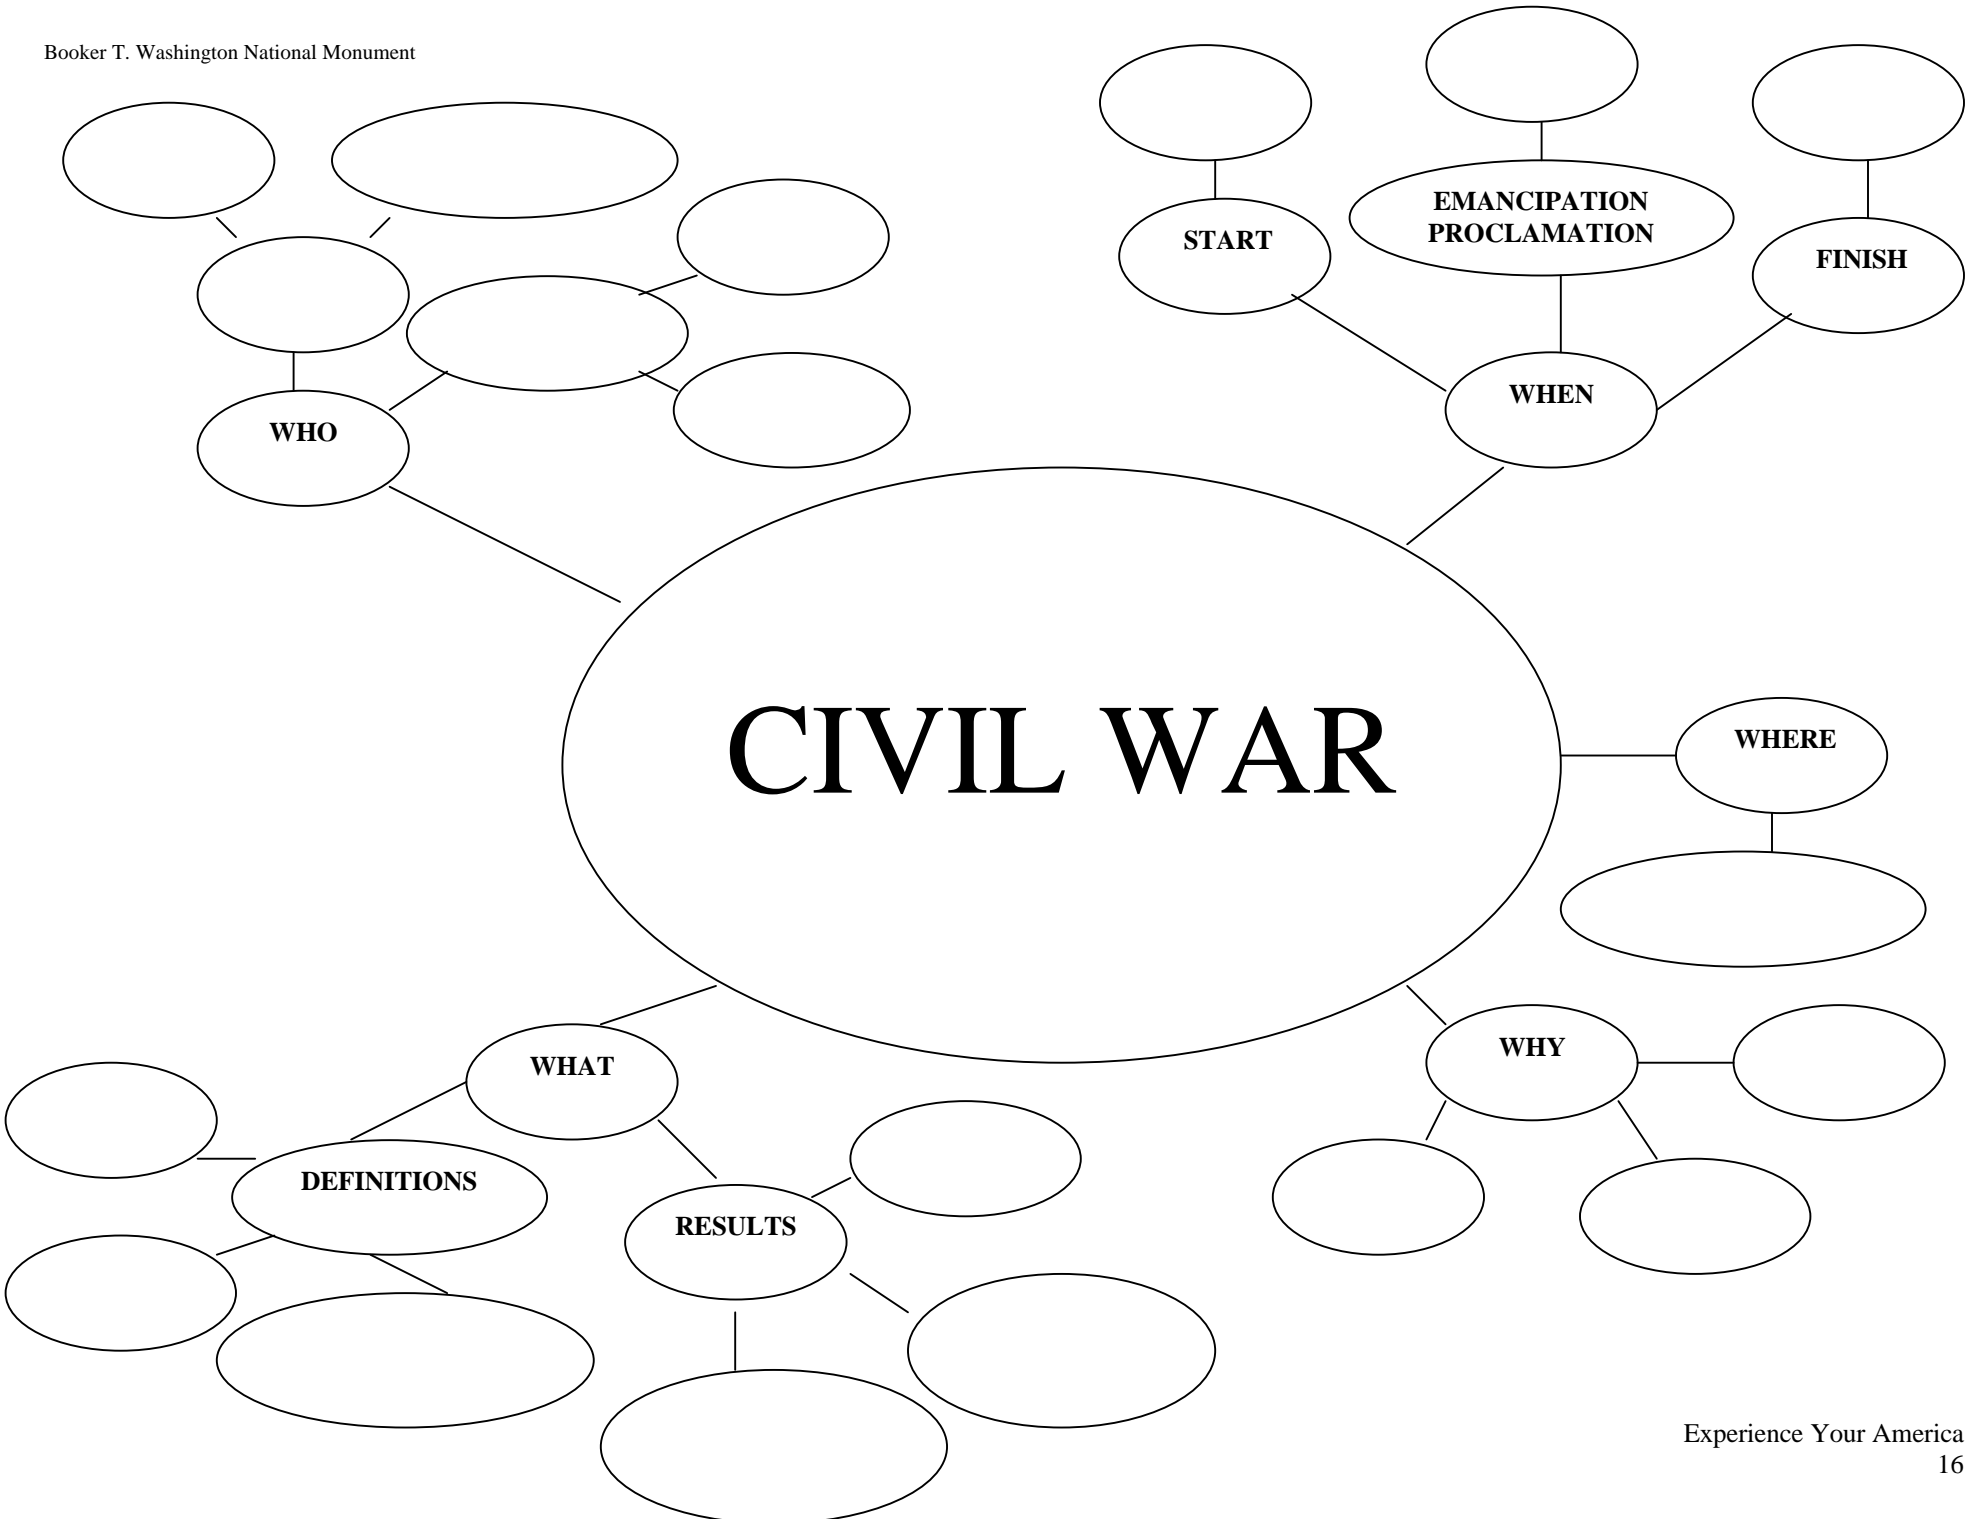 Booker T. Washington National Monument
EMANCIPATION
PROCLAMATION
START
FINISH
WHEN
WHO
CIVIL WAR
WHERE
WHY
WHAT
DEFINITIONS
RESULTS
Experience Your America
16